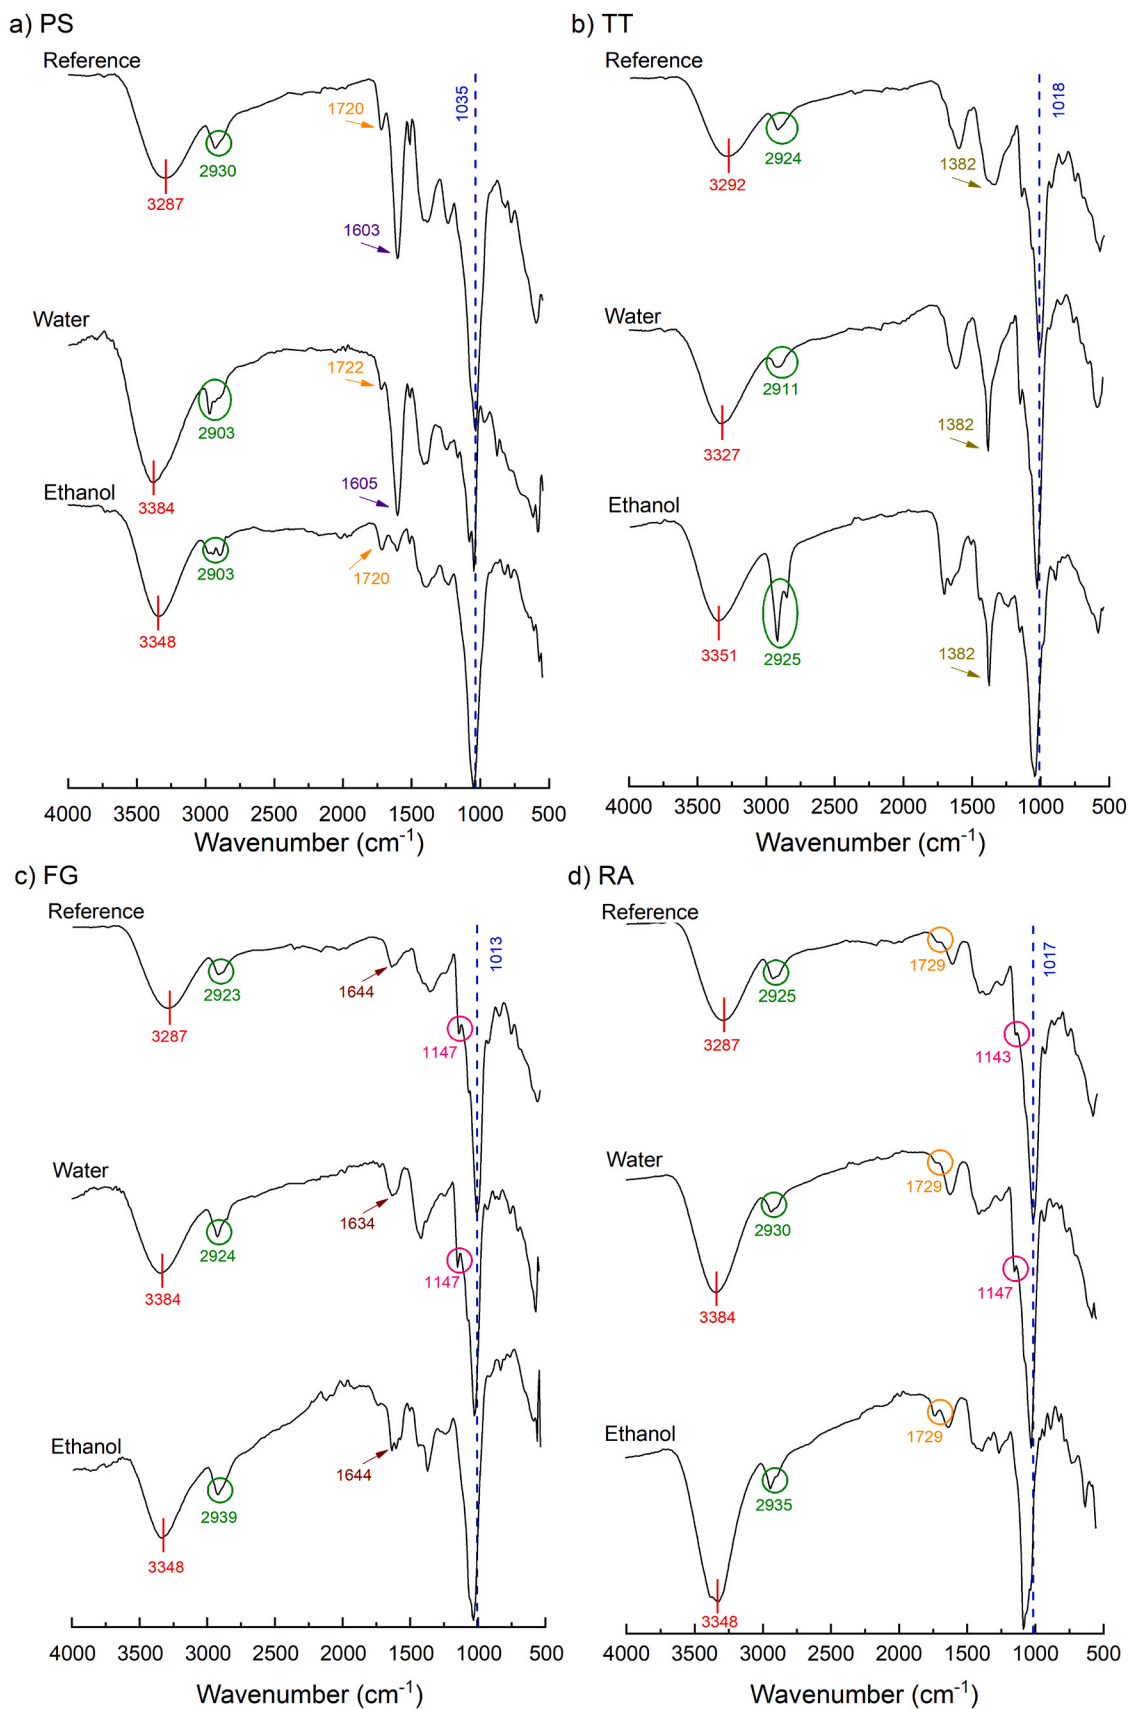 a) PS
Reference
1720
1035
2930
3287
1603
Water
1722
2903
1605
3384
Ethanol
2903
1720
3348
4000 3500 3000 2500 2000 1500 1000 500
Wavenumber (cm-1)
b) TT
Reference
1018
2924
1382
3292
Water
2911
1382
3327
Ethanol
1382
3351
2925
4000 3500 3000 2500 2000 1500 1000 500
Wavenumber (cm-1)
c) FG
Reference
1013
1644
2923
3287
1147
Water
1634
2924
1147
3384
Ethanol
1644
2939
3348
4000 3500 3000 2500 2000 1500 1000 500
Wavenumber (cm-1)
d) RA
Reference
1017
1729
2925
3287
1143
Water
1729
2930
1147
3384
Ethanol
1729
2935
3348
4000 3500 3000 2500 2000 1500 1000 500
Wavenumber (cm-1)